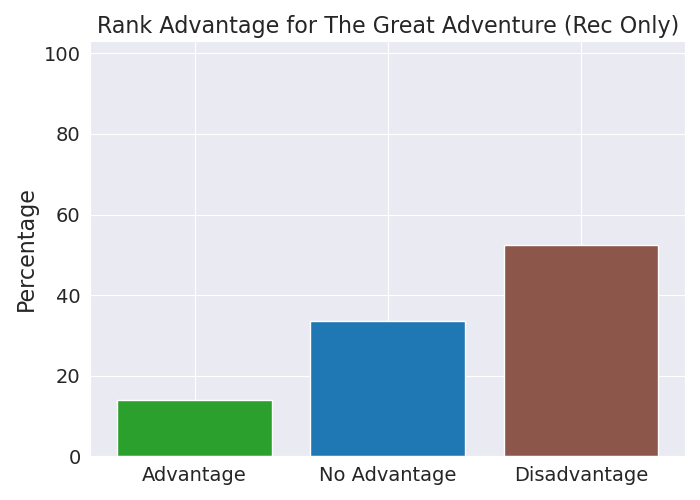 Rank Advantage for The Great Adventure (Rec Only)
100
80
60
40
20
0
Percentage
Advantage
No Advantage
Disadvantage